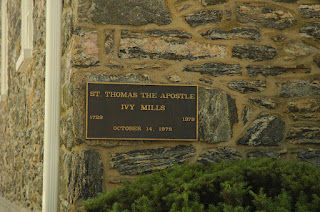 ST. THOMAS THE APOSTLE
IVY MILLS
1729 1979
OCTOBER 14, 1979